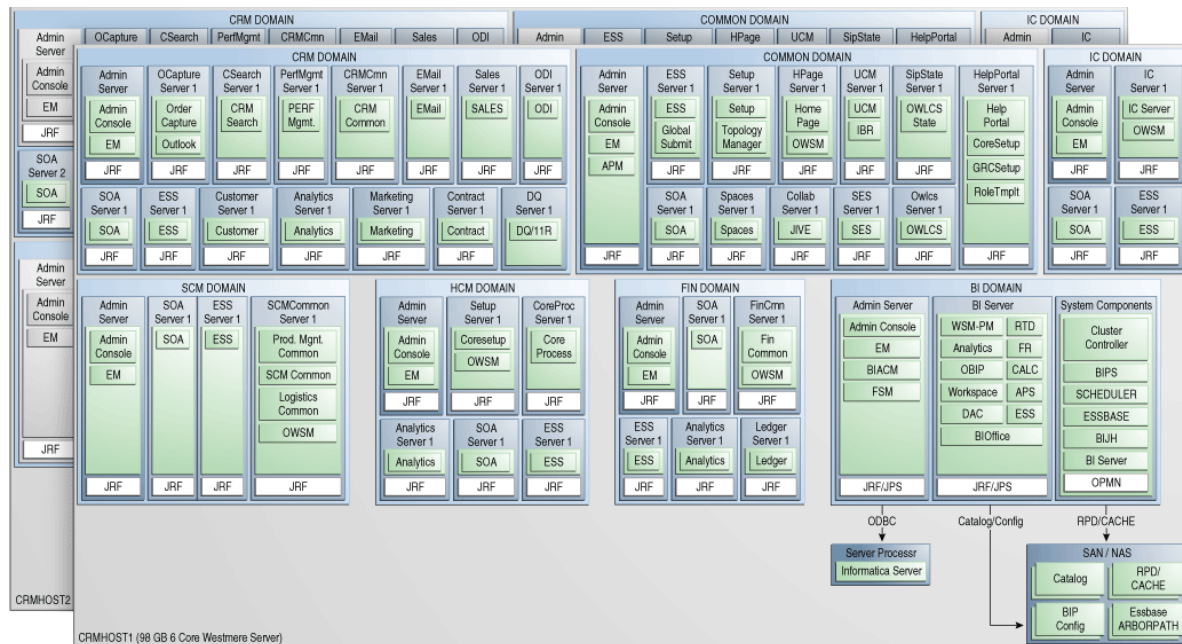 CRM DOMAIN
COMMON DOMAIN
IC DOMAIN
Admin
Server
OCapture
CSearch
PerfMgmt
CRMCmn
EMail
Sales
ODI
Admin
ESS
Setup
HPage
UCM
SipState
HelpPortal
Admin
IC
Admin
Console
EM
JRF
SOA
Server 2
SOA
JRF
Admin
Server
Admin
Console
EM
JRF
CRMHOST2
CRM DOMAIN
Admin
Server
Admin
Console
EM
JRF
OCapture
Server 1
Order
Capture
Outlook
JRF
CSearch
Server 1
CRM
Search
JRF
PerfMgmt
Server 1
PERF
Mgmt.
JRF
CRMCmn
Server 1
CRM
Common
JRF
EMail
Server 1
EMail
JRF
Sales
Server 1
SALES
JRF
ODI
Server 1
ODI
JRF
SOA
Server 1
SOA
JRF
ESS
Server 1
ESS
JRF
Customer
Server 1
Customer
JRF
Analytics
Server 1
Analytics
JRF
Marketing
Server 1
Marketing
JRF
Contract
Server 1
Contract
JRF
DQ
Server 1
DQ/11R
COMMON DOMAIN
Admin
Server
Admin
Console
EM
APM
JRF
ESS
Server 1
ESS
Global
Submit
JRF
Setup
Server 1
Setup
Topology
Manager
JRF
HPage
Server 1
Home
Page
OWSM
JRF
UCM
Server 1
UCM
IBR
JRF
SipState
Server 1
OWLCS
State
JRF
HelpPortal
Server 1
Help
Portal
CoreSetup
GRCSetup
RoleTmplt
JRF
SOA
Server 1
SOA
JRF
Spaces
Server 1
Spaces
JRF
Collab
Server 1
JIVE
JRF
SES
Server 1
SES
JRF
Owlcs
Server 1
OWLCS
JRF
IC DOMAIN
Admin
Server
Admin
Console
EM
JRF
IC
Server 1
IC Server
OWSM
JRF
SOA
Server 1
SOA
JRF
ESS
Server 1
ESS
JRF
SCM DOMAIN
Admin
Server
Admin
Console
EM
JRF
SOA
Server 1
SOA
JRF
ESS
Server 1
ESS
JRF
SCMCommon
Server 1
Prod. Mgnt.
Common
SCM Common
Logistics
Common
OWSM
JRF
HCM DOMAIN
Admin
Server
Admin
Console
EM
JRF
Setup
Server 1
Coresetup
OWSM
JRF
CoreProc
Server 1
Core
Process
JRF
Analytics
Server 1
Analytics
JRF
SOA
Server 1
SOA
JRF
ESS
Server 1
ESS
JRF
FIN DOMAIN
Admin
Server
Admin
Console
EM
JRF
SOA
Server 1
SOA
JRF
FinCmn
Server 1
Fin
Common
OWSM
JRF
ESS
Server 1
ESS
JRF
Analytics
Server 1
Analytics
JRF
Ledger
Server 1
Ledger
JRF
BI DOMAIN
Admin Server
Admin Console
EM
BIACM
FSM
JRF/JPS
BI Server
WSM-PM
RTD
Analytics
FR
OBIP
CALC
Workspace
APS
DAC
ESS
BIOffice
JRF/JPS
System Components
Cluster
Controller
BIPS
SCHEDULER
ESSBASE
BIJH
BI Server
OPMN
ODBC
Catalog/Config
RPD/CACHE
Server Processr
Informatica Server
SAN / NAS
Catalog
RPD/
CACHE
BIP
Config
Essbase
ARBORPATH
CRMHOST1 (98 GB 6 Core Westmere Server)